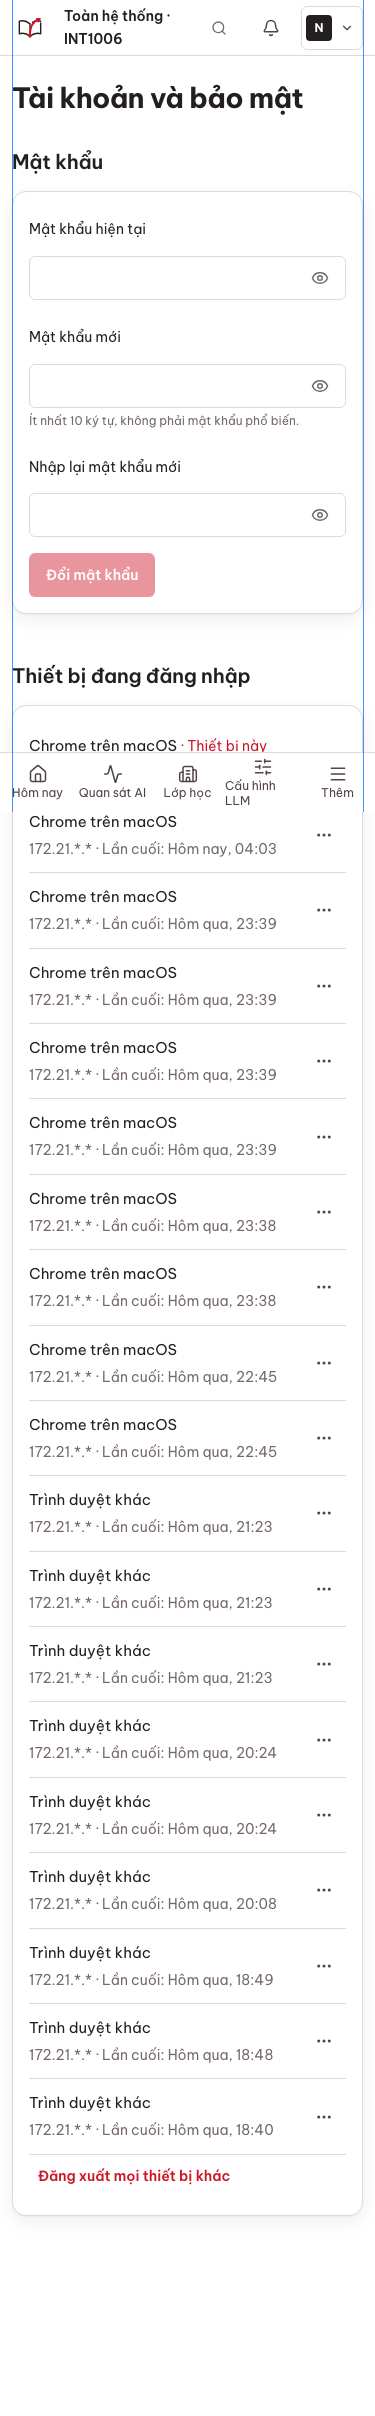 Toàn hệ thống ·
INT1006
N
Tài khoản và bảo mật
Mật khẩu
Mật khẩu hiện tại
Mật khẩu mới
Ít nhất 10 ký tự, không phải mật khẩu phổ biến.
Nhập lại mật khẩu mới
Đổi mật khẩu
Thiết bị đang đăng nhập
Chrome trên macOS · Thiết bị này
Hôm nay
Quan sát AI
Lớp học
Cấu hình
LLM
Thêm
Chrome trên macOS
172.21.*.* · Lần cuối: Hôm nay, 04:03
Chrome trên macOS
172.21.*.* · Lần cuối: Hôm qua, 23:39
Chrome trên macOS
172.21.*.* · Lần cuối: Hôm qua, 23:39
Chrome trên macOS
172.21.*.* · Lần cuối: Hôm qua, 23:39
Chrome trên macOS
172.21.*.* · Lần cuối: Hôm qua, 23:39
Chrome trên macOS
172.21.*.* · Lần cuối: Hôm qua, 23:38
Chrome trên macOS
172.21.*.* · Lần cuối: Hôm qua, 23:38
Chrome trên macOS
172.21.*.* · Lần cuối: Hôm qua, 22:45
Chrome trên macOS
172.21.*.* · Lần cuối: Hôm qua, 22:45
Trình duyệt khác
172.21.*.* · Lần cuối: Hôm qua, 21:23
Trình duyệt khác
172.21.*.* · Lần cuối: Hôm qua, 21:23
Trình duyệt khác
172.21.*.* · Lần cuối: Hôm qua, 21:23
Trình duyệt khác
172.21.*.* · Lần cuối: Hôm qua, 20:24
Trình duyệt khác
172.21.*.* · Lần cuối: Hôm qua, 20:24
Trình duyệt khác
172.21.*.* · Lần cuối: Hôm qua, 20:08
Trình duyệt khác
172.21.*.* · Lần cuối: Hôm qua, 18:49
Trình duyệt khác
172.21.*.* · Lần cuối: Hôm qua, 18:48
Trình duyệt khác
172.21.*.* · Lần cuối: Hôm qua, 18:40
Đăng xuất mọi thiết bị khác